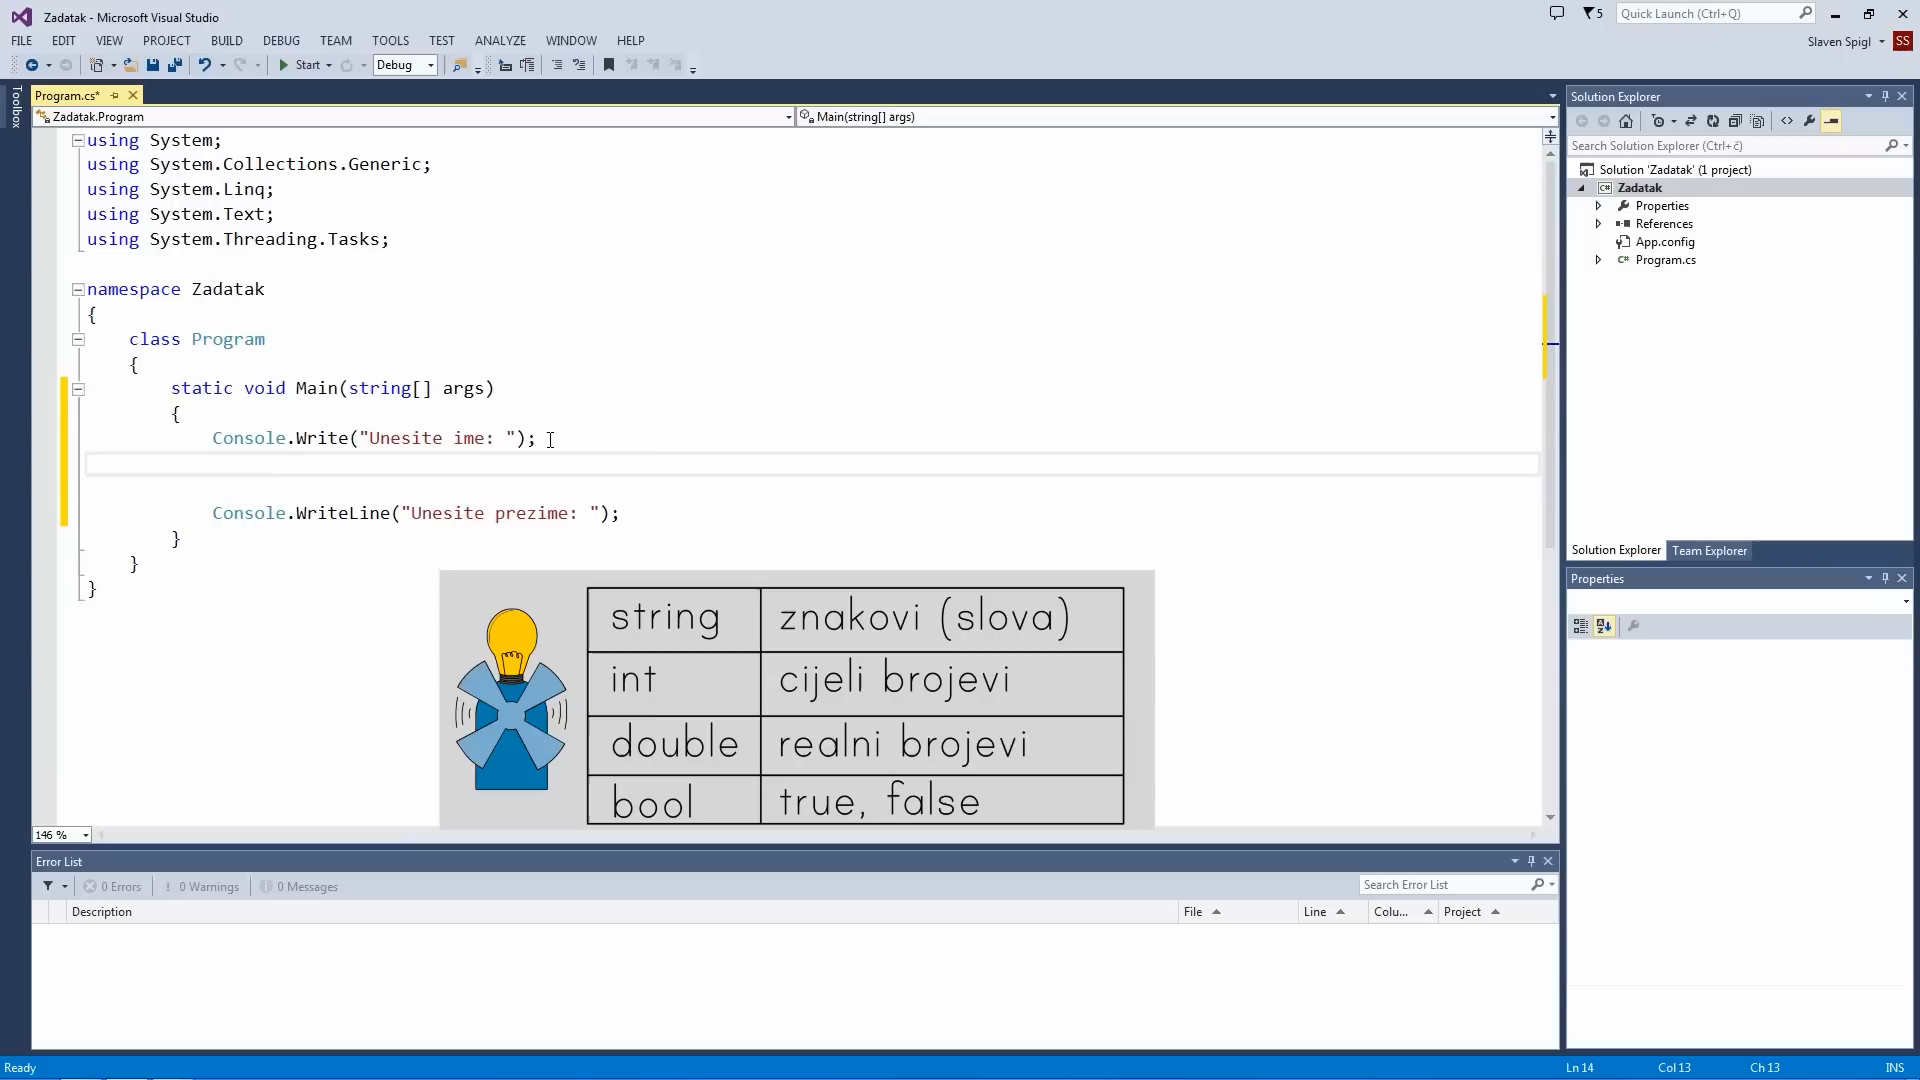 Zadatak - Microsoft Visual Studio
5
Quick Launch (Ctrl+Q)
FILE EDIT VIEW PROJECT BUILD DEBUG TEAM TOOLS TEST ANALYZE WINDOW HELP
Slaven Spigl SS
Start Debug
Toolbox
Program.cs*
Zadatak.Program
Main(string[] args)
using System;
using System.Collections.Generic;
using System.Linq;
using System.Text;
using System.Threading.Tasks;
namespace Zadatak
{
class Program
{
static void Main(string[] args)
{
Console.Write("Unesite ime: ");
Console.WriteLine("Unesite prezime: ");
}
}
}
string znakovi (slova)
int cijeli brojevi
double realni brojevi
bool true, false
146 %
Solution Explorer
Search Solution Explorer (Ctrl+č)
Solution 'Zadatak' (1 project)
C# Zadatak
Properties
References
App.config
C# Program.cs
Solution Explorer Team Explorer
Properties
Error List
0 Errors 0 Warnings 0 Messages
Search Error List
Description File Line Colu... Project
Ready Ln 14 Col 13 Ch 13 INS